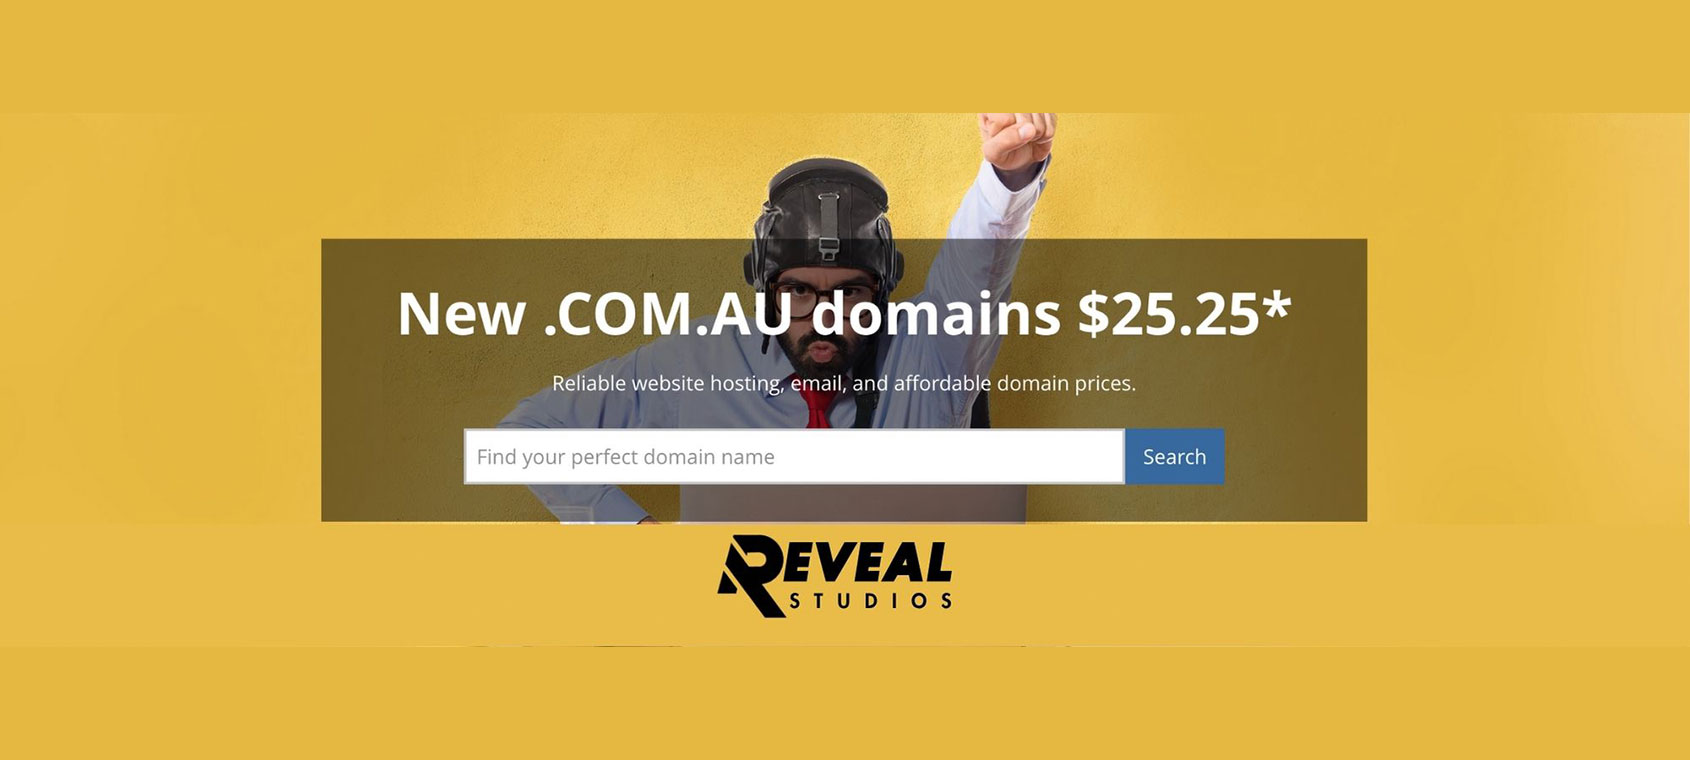 New .COM.AU domains $25.25*
Reliable website hosting, email, and affordable domain prices.
Find your perfect domain name
Search
REVEAL
STUDIOS